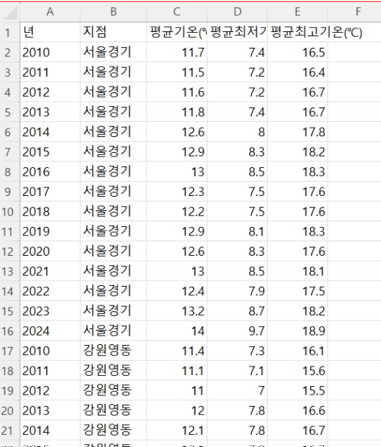 A B C D E F
1 년 지점 평균기온(℃ 평균최저기 평균최고기온(℃)
2 2010 서울경기 11.7 7.4 16.5
3 2011 서울경기 11.5 7.2 16.4
4 2012 서울경기 11.6 7.2 16.7
5 2013 서울경기 11.8 7.4 16.7
6 2014 서울경기 12.6 8 17.8
7 2015 서울경기 12.9 8.3 18.2
8 2016 서울경기 13 8.5 18.3
9 2017 서울경기 12.3 7.5 17.6
10 2018 서울경기 12.2 7.5 17.6
11 2019 서울경기 12.9 8.1 18.3
12 2020 서울경기 12.6 8.3 17.6
13 2021 서울경기 13 8.5 18.1
14 2022 서울경기 12.4 7.9 17.5
15 2023 서울경기 13.2 8.7 18.2
16 2024 서울경기 14 9.7 18.9
17 2010 강원영동 11.4 7.3 16.1
18 2011 강원영동 11.1 7.1 15.6
19 2012 강원영동 11 7 15.5
20 2013 강원영동 12 7.8 16.6
21 2014 강원영동 12.1 7.8 16.7